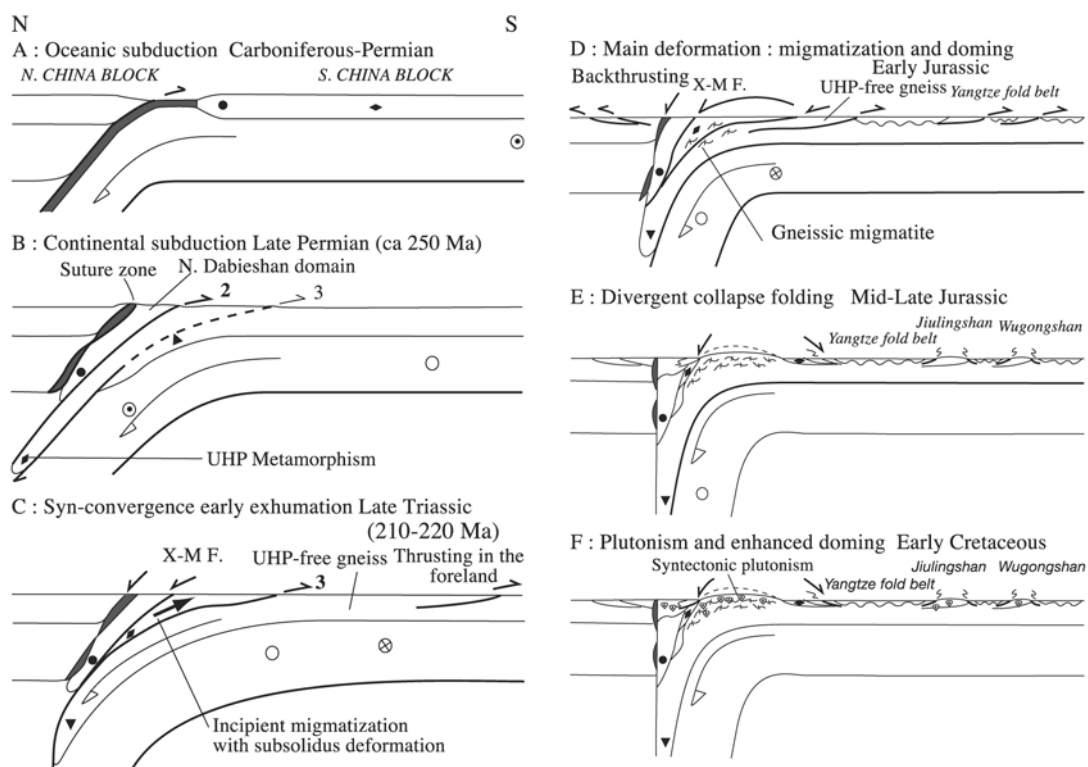 N
S
A : Oceanic subduction Carboniferous-Permian
N. CHINA BLOCK
S. CHINA BLOCK
B : Continental subduction Late Permian (ca 250 Ma)
Suture zone
N. Dabieshan domain
2
3
UHP Metamorphism
C : Syn-convergence early exhumation Late Triassic
(210-220 Ma)
X-M F.
UHP-free gneiss
Thrusting in the
foreland
3
Incipient migmatization
with subsolidus deformation
D : Main deformation : migmatization and doming
Early Jurassic
Backthrusting
X-M F.
UHP-free gneiss
Yangtze fold belt
Gneissic migmatite
E : Divergent collapse folding Mid-Late Jurassic
Jiulingshan
Wugongshan
Yangtze fold belt
F : Plutonism and enhanced doming Early Cretaceous
Syntectonic plutonism
Jiulingshan
Wugongshan
Yangtze fold belt